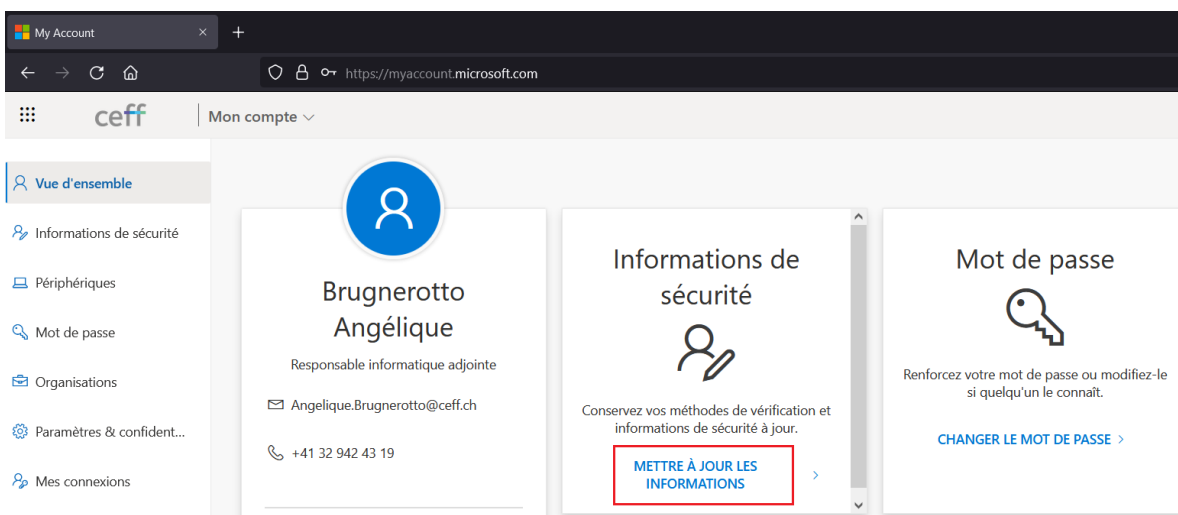 My Account
https://myaccount.microsoft.com
ceff
Mon compte
Vue d'ensemble
Informations de sécurité
Périphériques
Mot de passe
Organisations
Paramètres & confident...
Mes connexions
Brugnerotto
Angélique
Responsable informatique adjointe
Angelique.Brugnerotto@ceff.ch
+41 32 942 43 19
Informations de
sécurité
Conservez vos méthodes de vérification et
informations de sécurité à jour.
METTRE À JOUR LES
INFORMATIONS
Mot de passe
Renforcez votre mot de passe ou modifiez-le
si quelqu'un le connaît.
CHANGER LE MOT DE PASSE